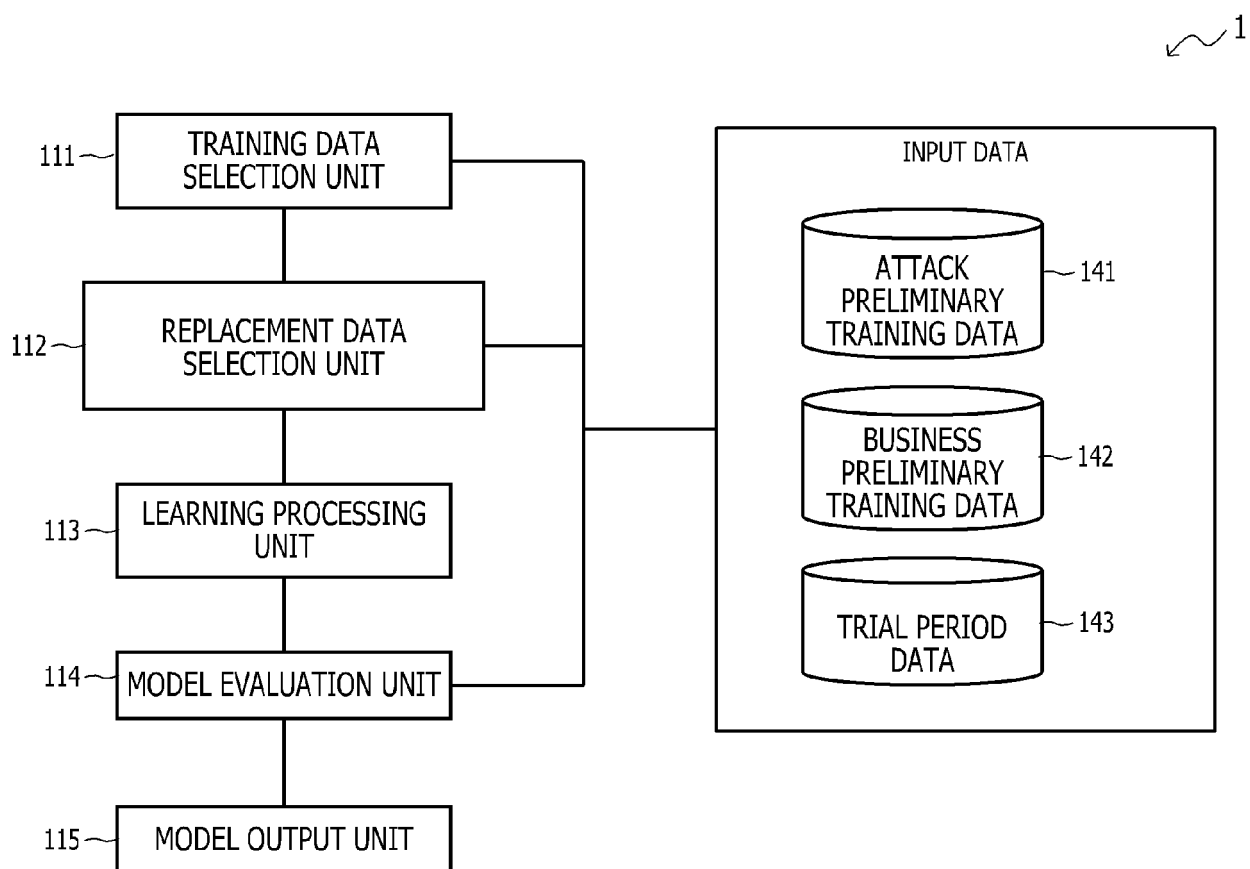 1
111
TRAINING DATA
SELECTION UNIT
112
REPLACEMENT DATA
SELECTION UNIT
113
LEARNING PROCESSING
UNIT
114
MODEL EVALUATION UNIT
115
MODEL OUTPUT UNIT
INPUT DATA
ATTACK
PRELIMINARY
TRAINING DATA
141
BUSINESS
PRELIMINARY
TRAINING DATA
142
TRIAL PERIOD
DATA
143